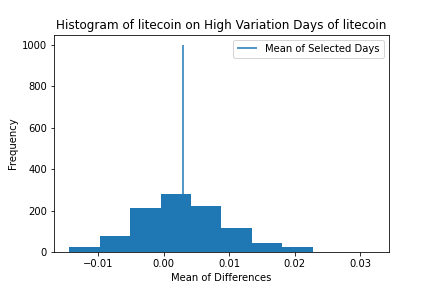 Histogram of litecoin on High Variation Days of litecoin
Mean of Selected Days
1000
800
600
400
200
0
Frequency
−0.01 0.00 0.01 0.02 0.03
Mean of Differences